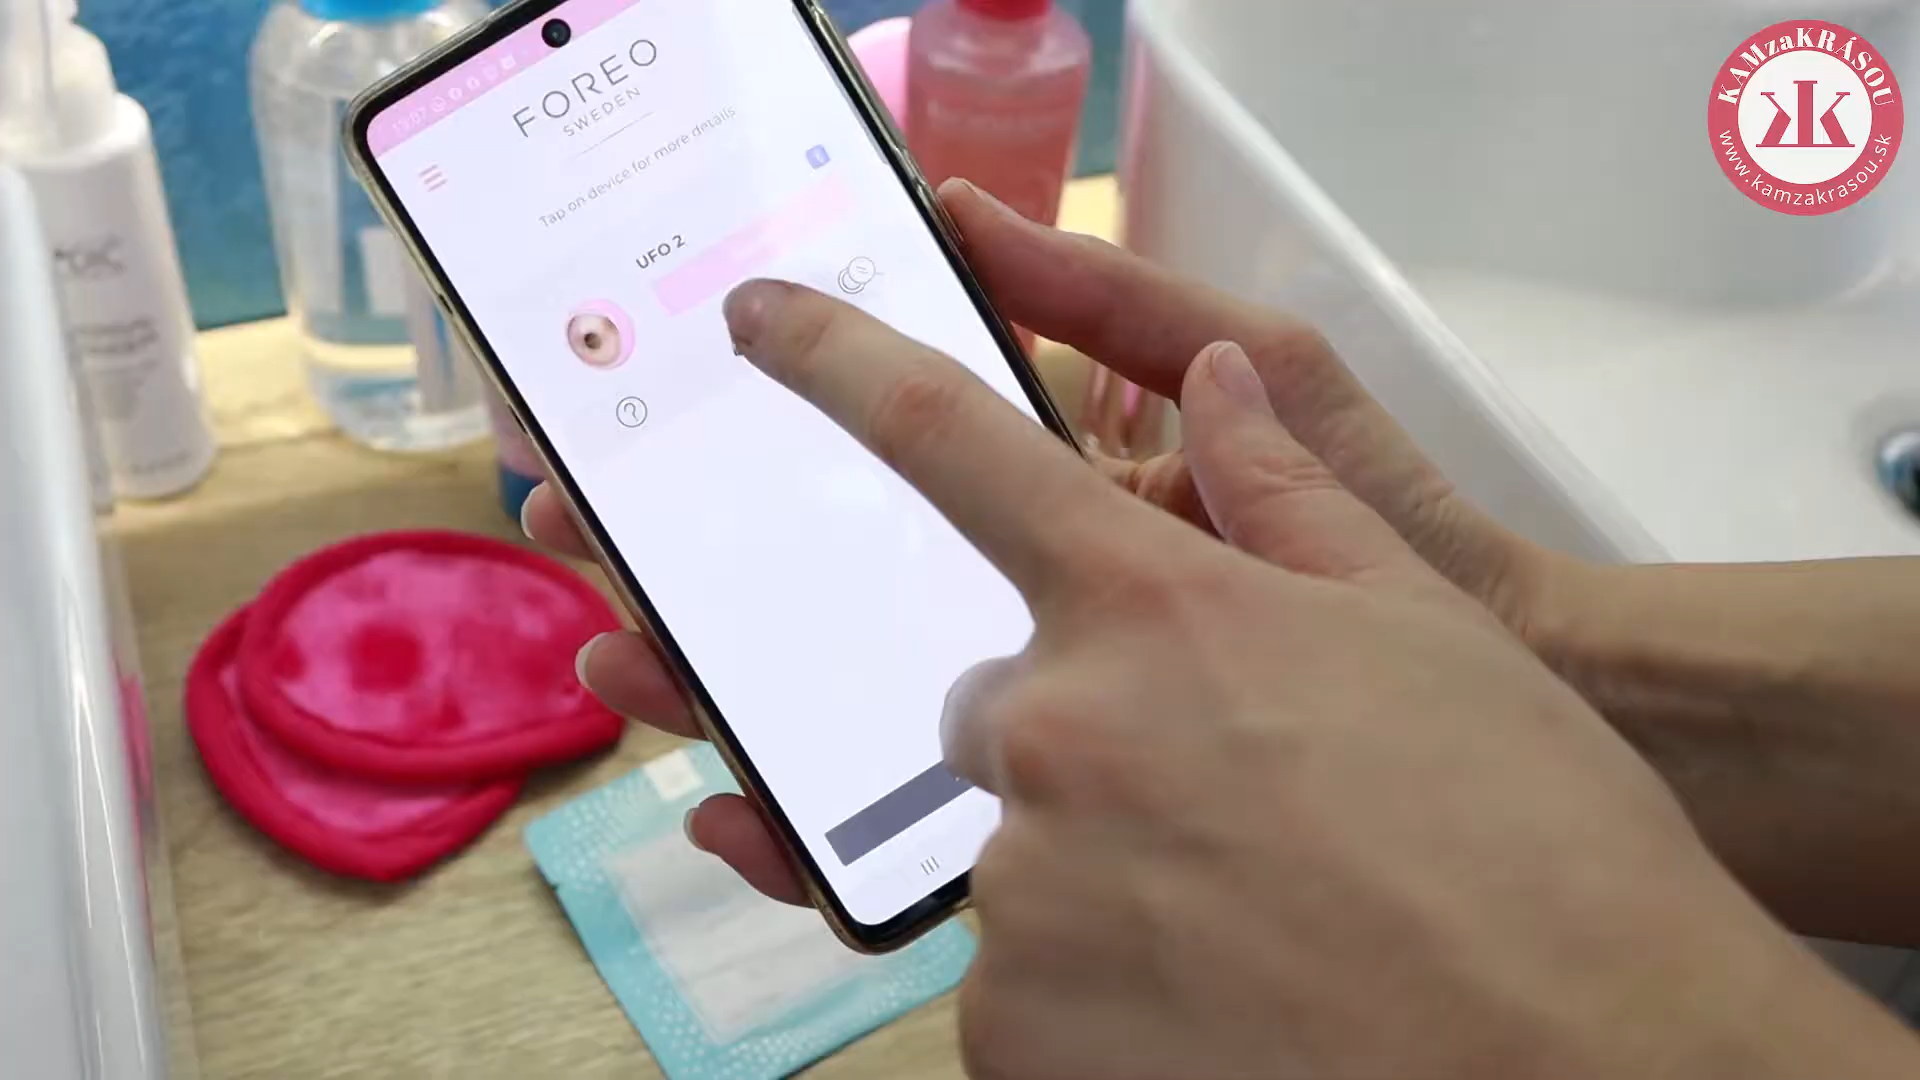 FOREO
SWEDEN
Tap on device for more details
UFO 2
KAMzaKRÁSOU
www.kamzakrasou.sk